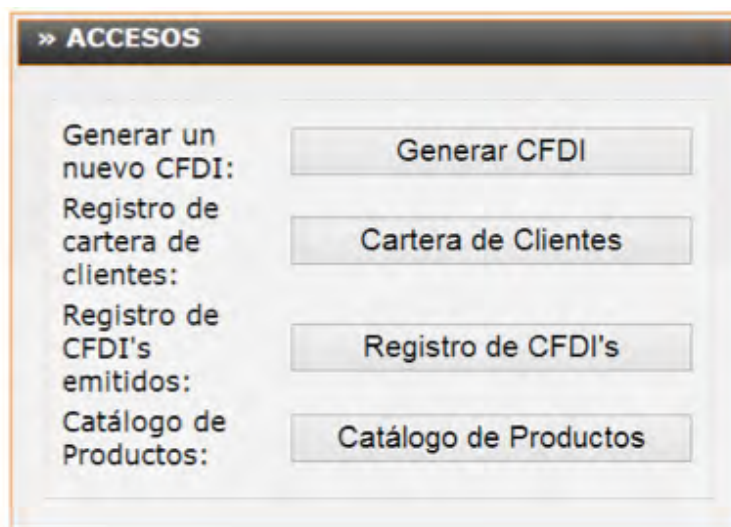 » ACCESOS
Generar un
nuevo CFDI:
Generar CFDI
Registro de
cartera de
clientes:
Cartera de Clientes
Registro de
CFDI's
emitidos:
Registro de CFDI's
Catálogo de
Productos:
Catálogo de Productos